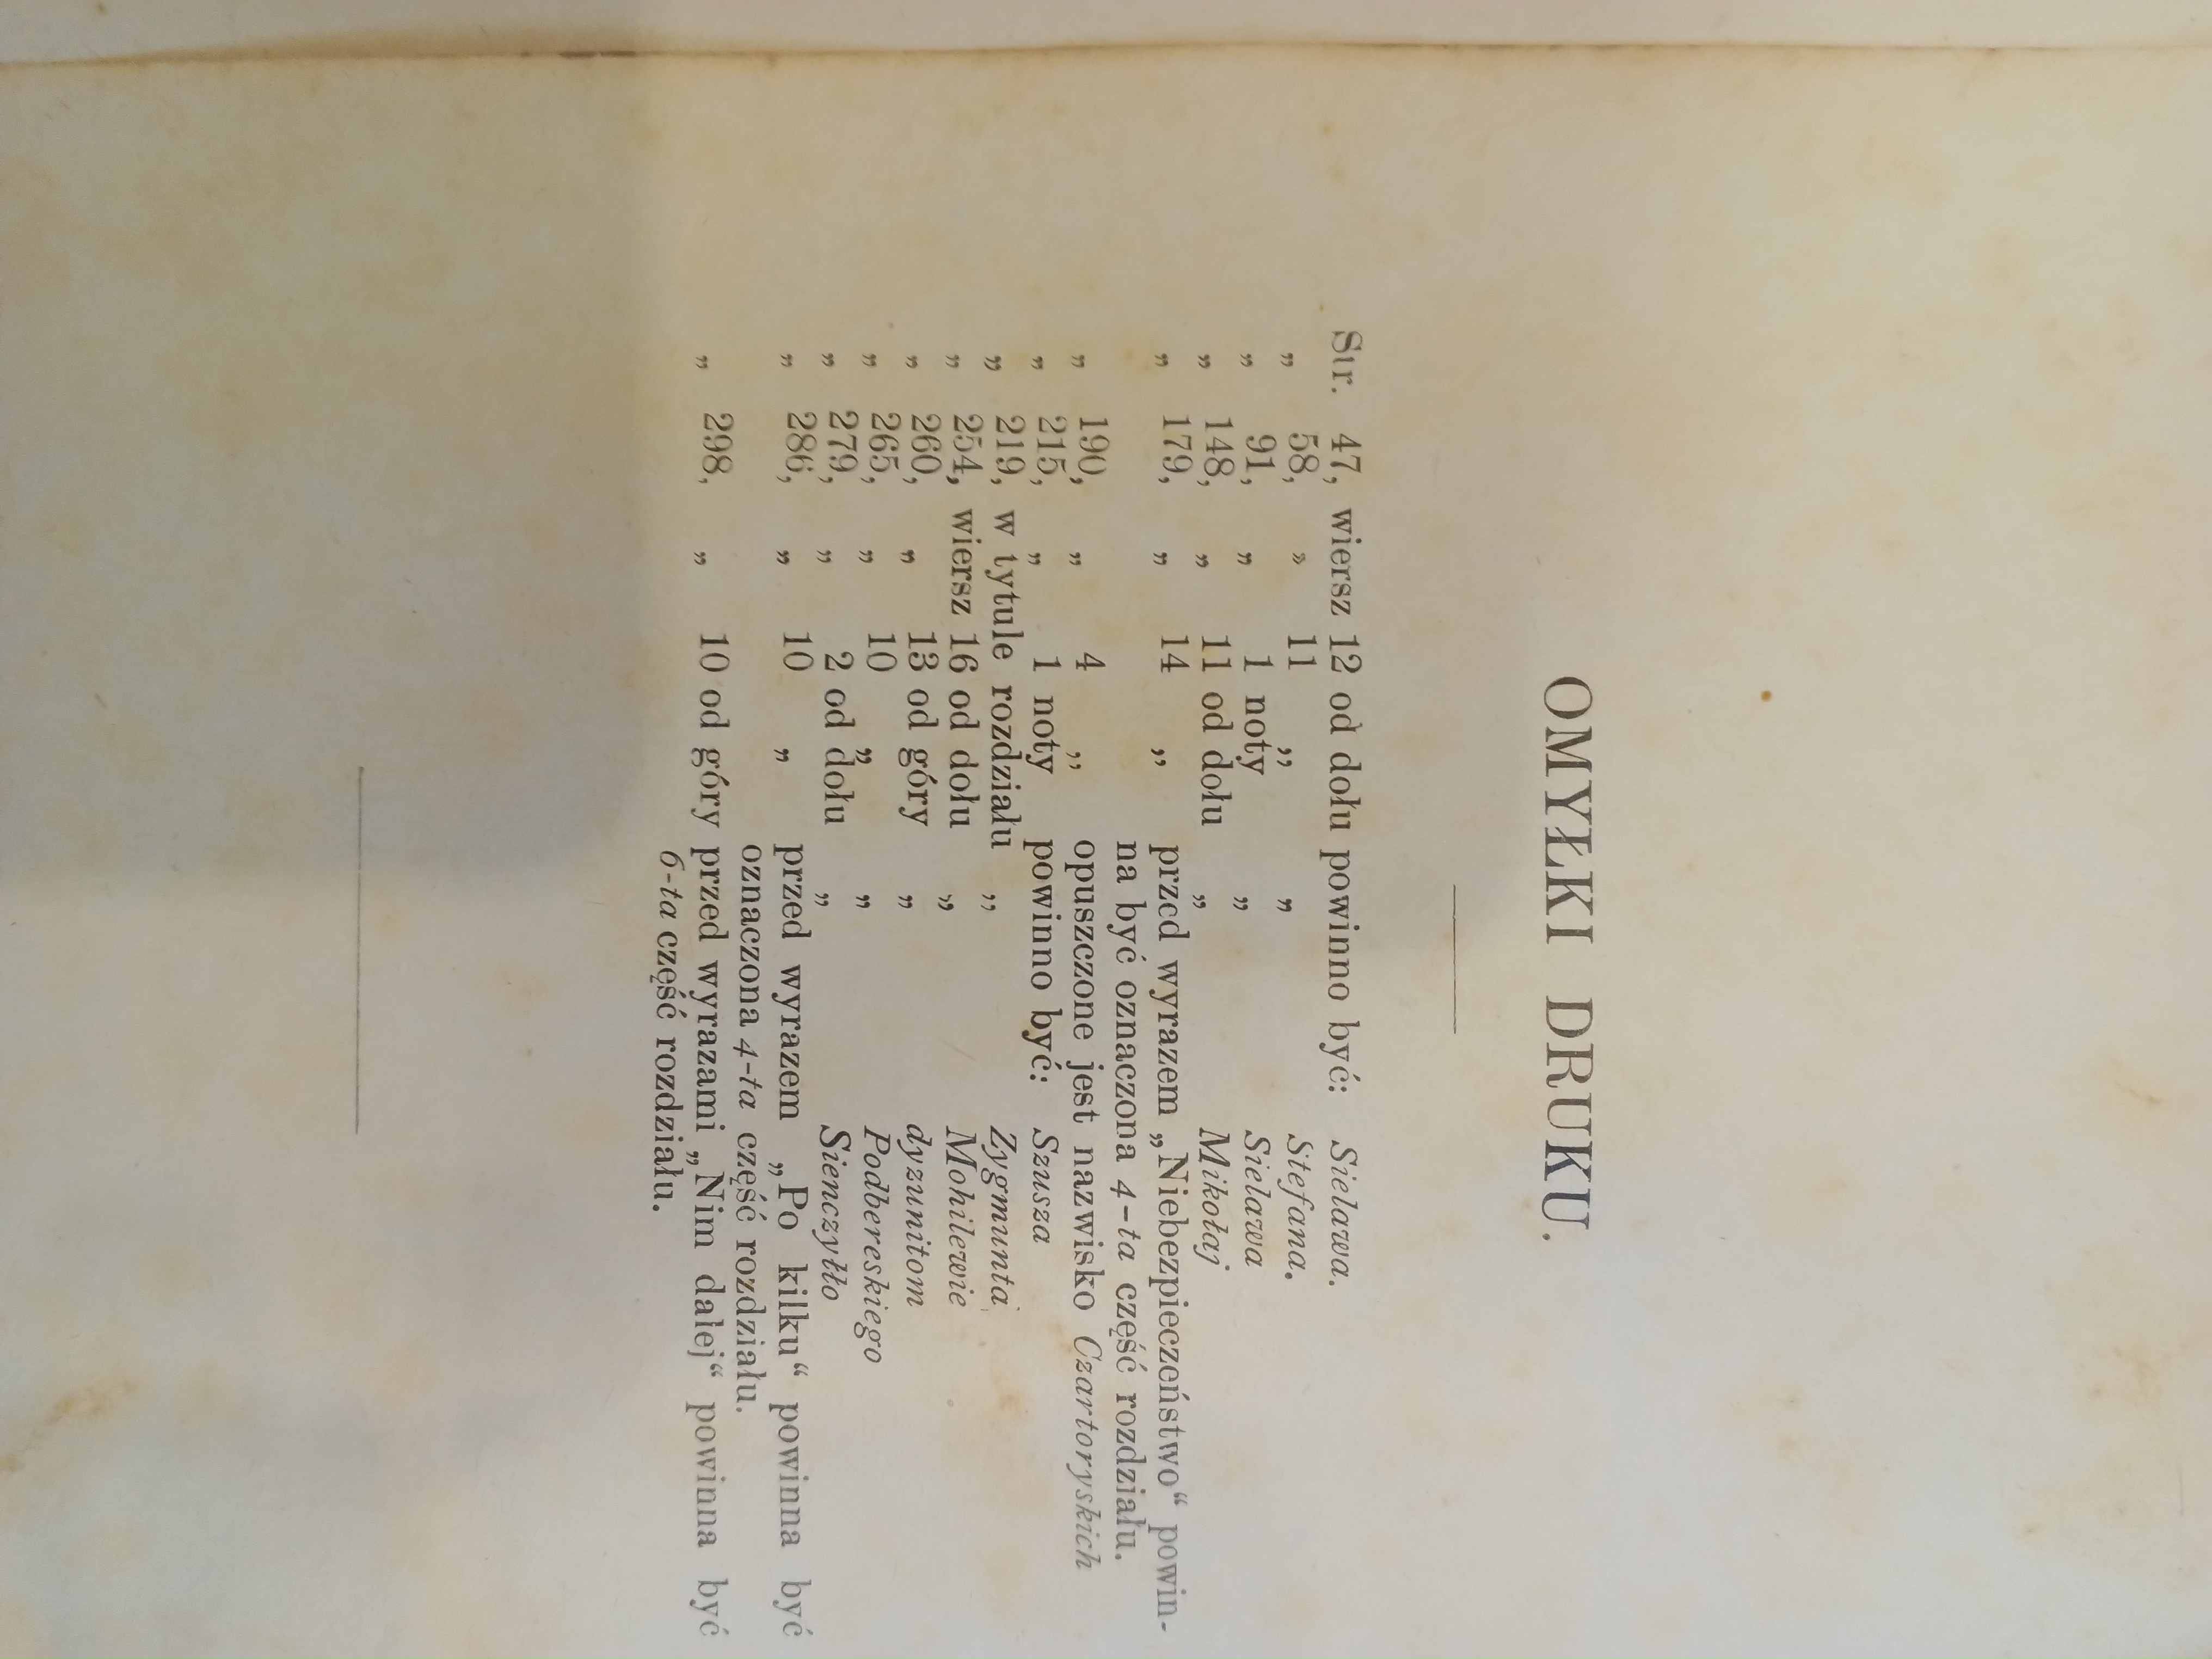 OMYŁKI DRUKU.
Str. 47, wiersz 12 od dołu powinno być: Sielawa.
„ 58, » 11 „ „ Stefana.
„ 91, „ 1 noty „ Sielawa
„ 148, „ 11 od dołu „ Mikołaj
„ 179, „ 14 „ przed wyrazem „Niebezpieczeństwo“ powin-
na być oznaczona 4-ta część rozdziału.
„ 190, „ 4 „ opuszczone jest nazwisko Czartoryskich
„ 215, „ 1 noty powinno być: Szusza
„ 219, w tytule rozdziału „ Zygmunta
„ 254, wiersz 16 od dołu „ Mohilewie
„ 260, „ 13 od góry „ dyzunitom
„ 265, „ 10 „ „ Podbereskiego
„ 279, „ 2 od dołu „ Sienczyłło
„ 286, „ 10 „ przed wyrazem „Po kilku“ powinna być
oznaczona 4-ta część rozdziału.
„ 298, „ 10 od góry przed wyrazami „Nim dalej“ powinna być
6-ta część rozdziału.